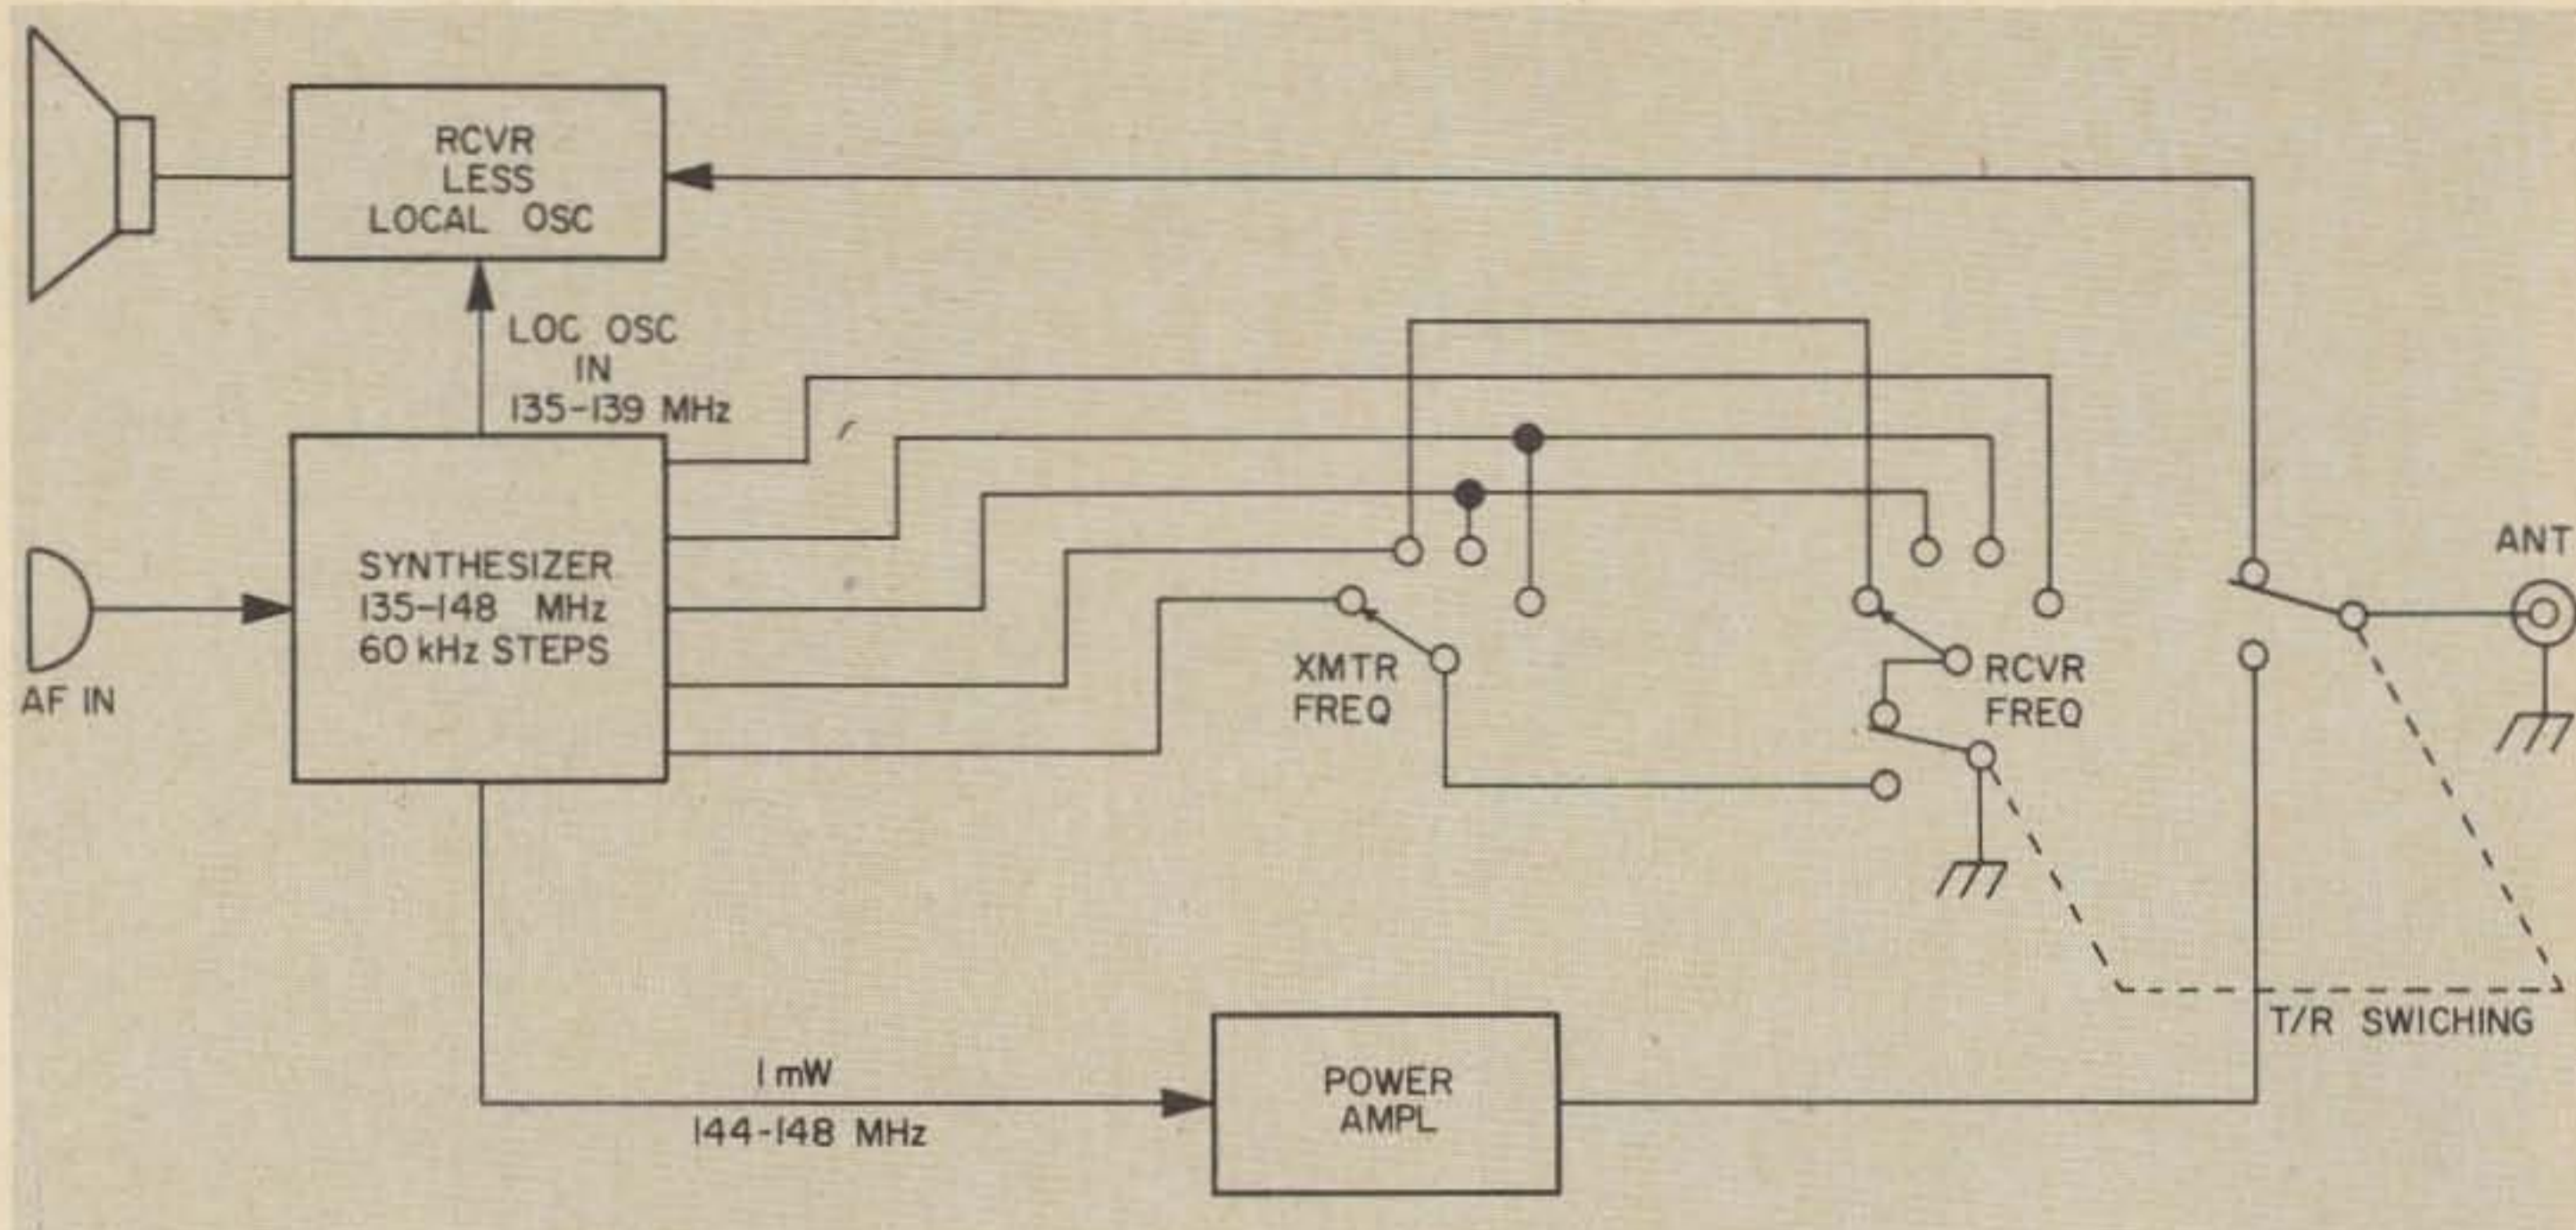 RCVR
LESS
LOCAL OSC
LOC OSC
IN
135-139 MHz
ANT
SYNTHESIZER
135-148 MHz
60 kHz STEPS
AF IN
XMTR
FREQ
RCVR
FREQ
T/R SWICHING
1 mW
144-148 MHz
POWER
AMPL